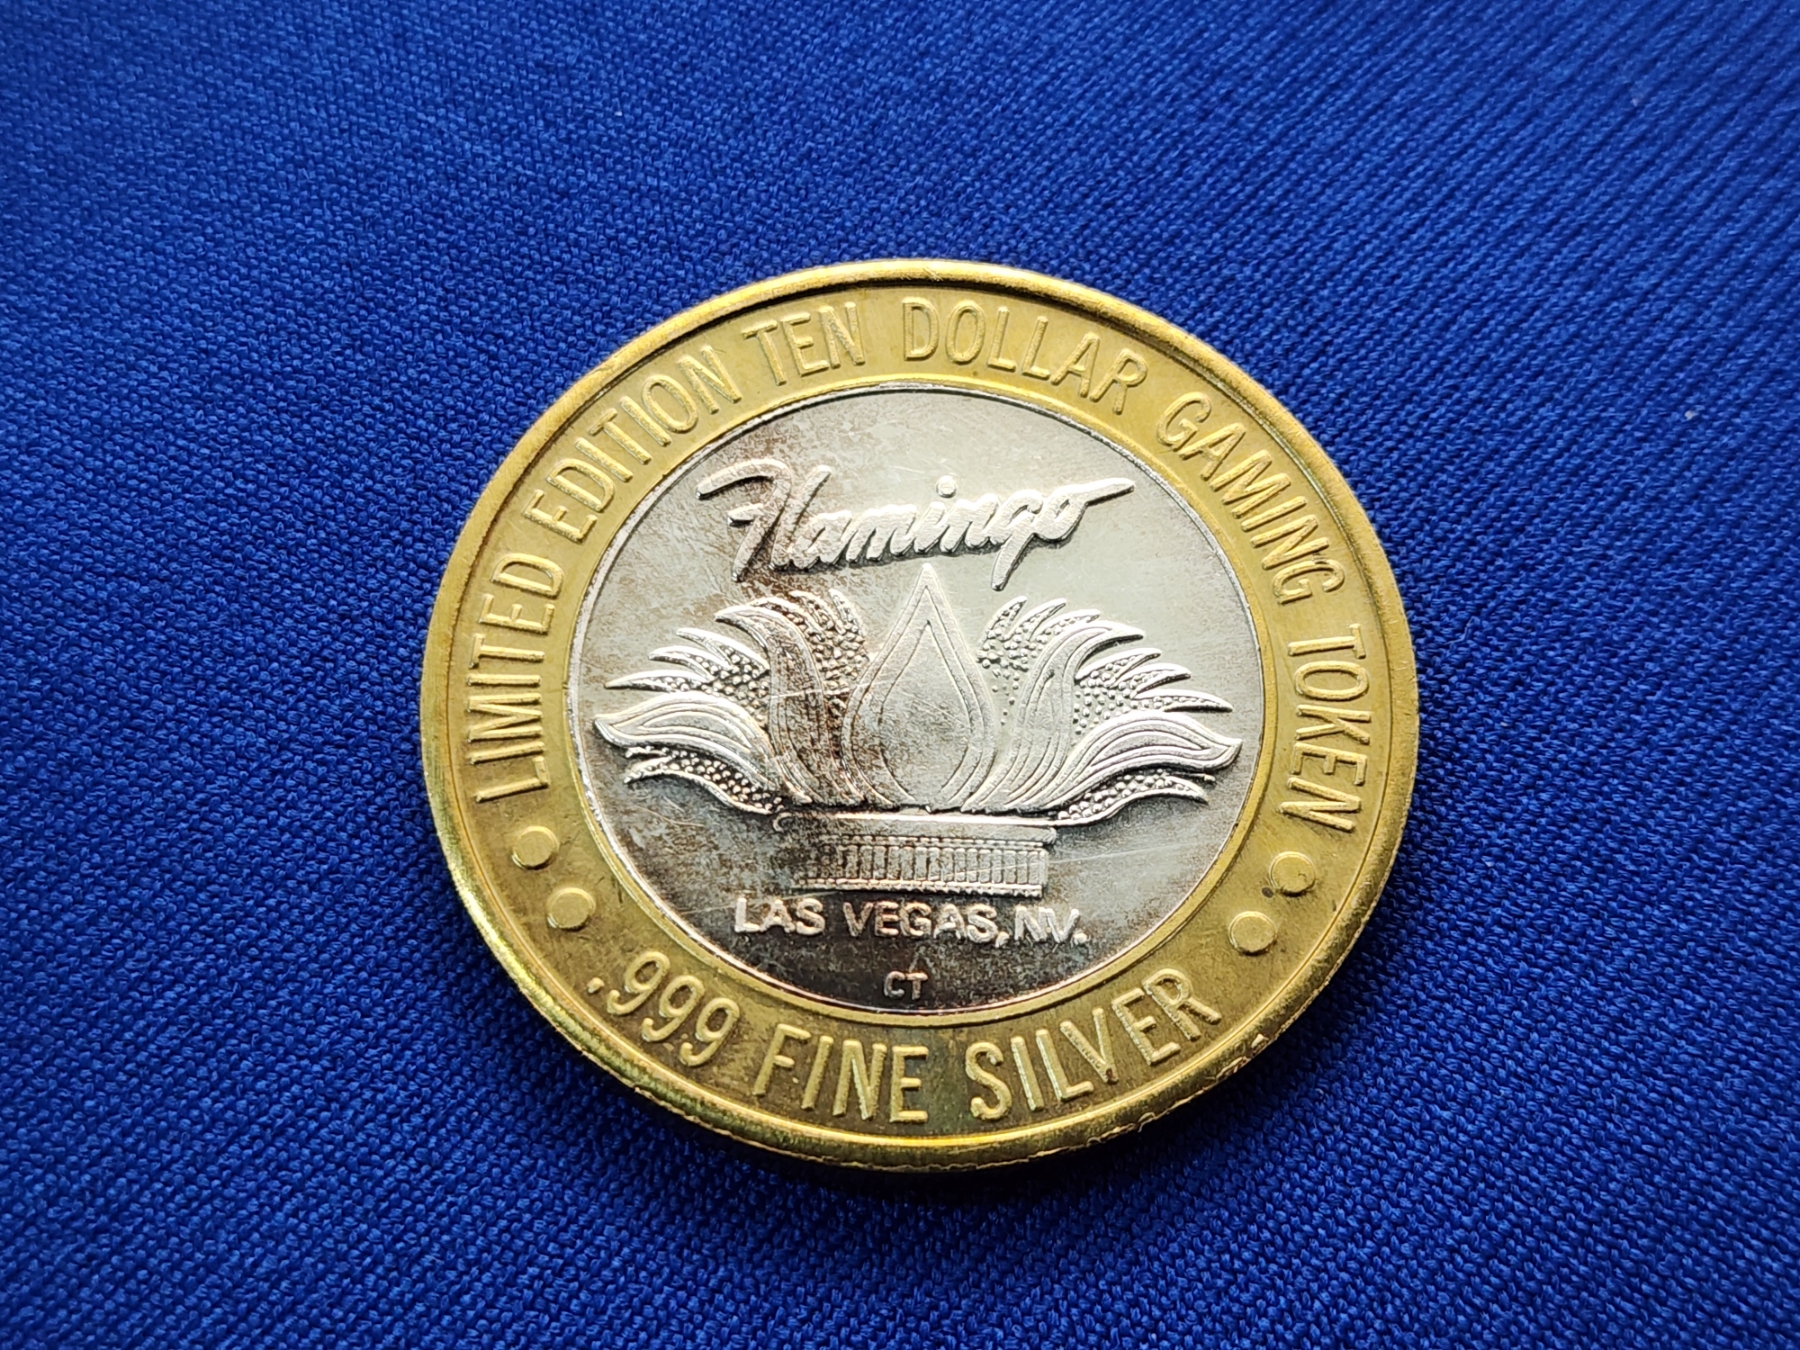 LIMITED EDITION TEN DOLLAR GAMING TOKEN
Flamingo
LAS VEGAS, NV.
CT
.999 FINE SILVER